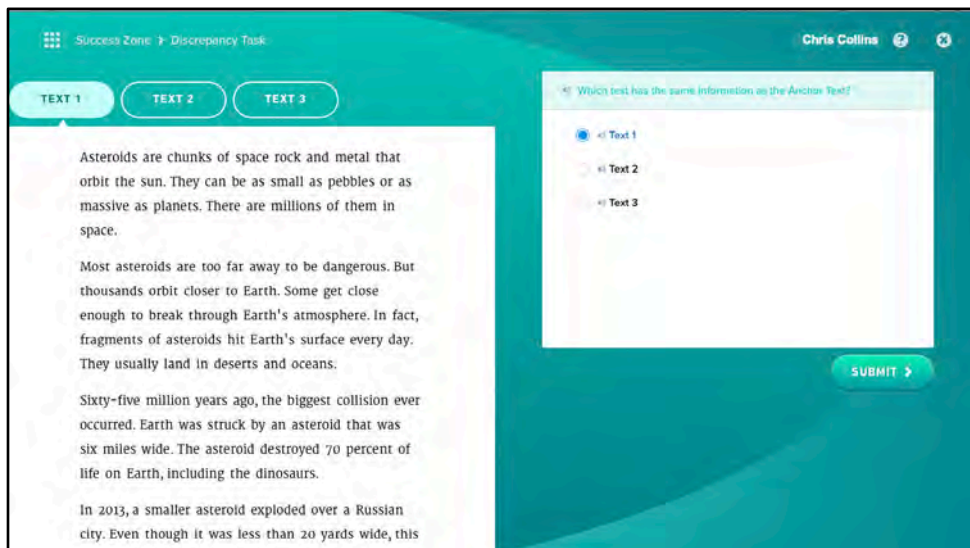 Success Zone > Discrepancy Task
Chris Collins ?
TEXT 1
TEXT 2
TEXT 3
Asteroids are chunks of space rock and metal that
orbit the sun. They can be as small as pebbles or as
massive as planets. There are millions of them in
space.
Most asteroids are too far away to be dangerous. But
thousands orbit closer to Earth. Some get close
enough to break through Earth's atmosphere. In fact,
fragments of asteroids hit Earth's surface every day.
They usually land in deserts and oceans.
Sixty-five million years ago, the biggest collision ever
occurred. Earth was struck by an asteroid that was
six miles wide. The asteroid destroyed 70 percent of
life on Earth, including the dinosaurs.
In 2013, a smaller asteroid exploded over a Russian
city. Even though it was less than 20 yards wide, this
Which text has the same information as the Anchor Text?
Text 1
Text 2
Text 3
SUBMIT >